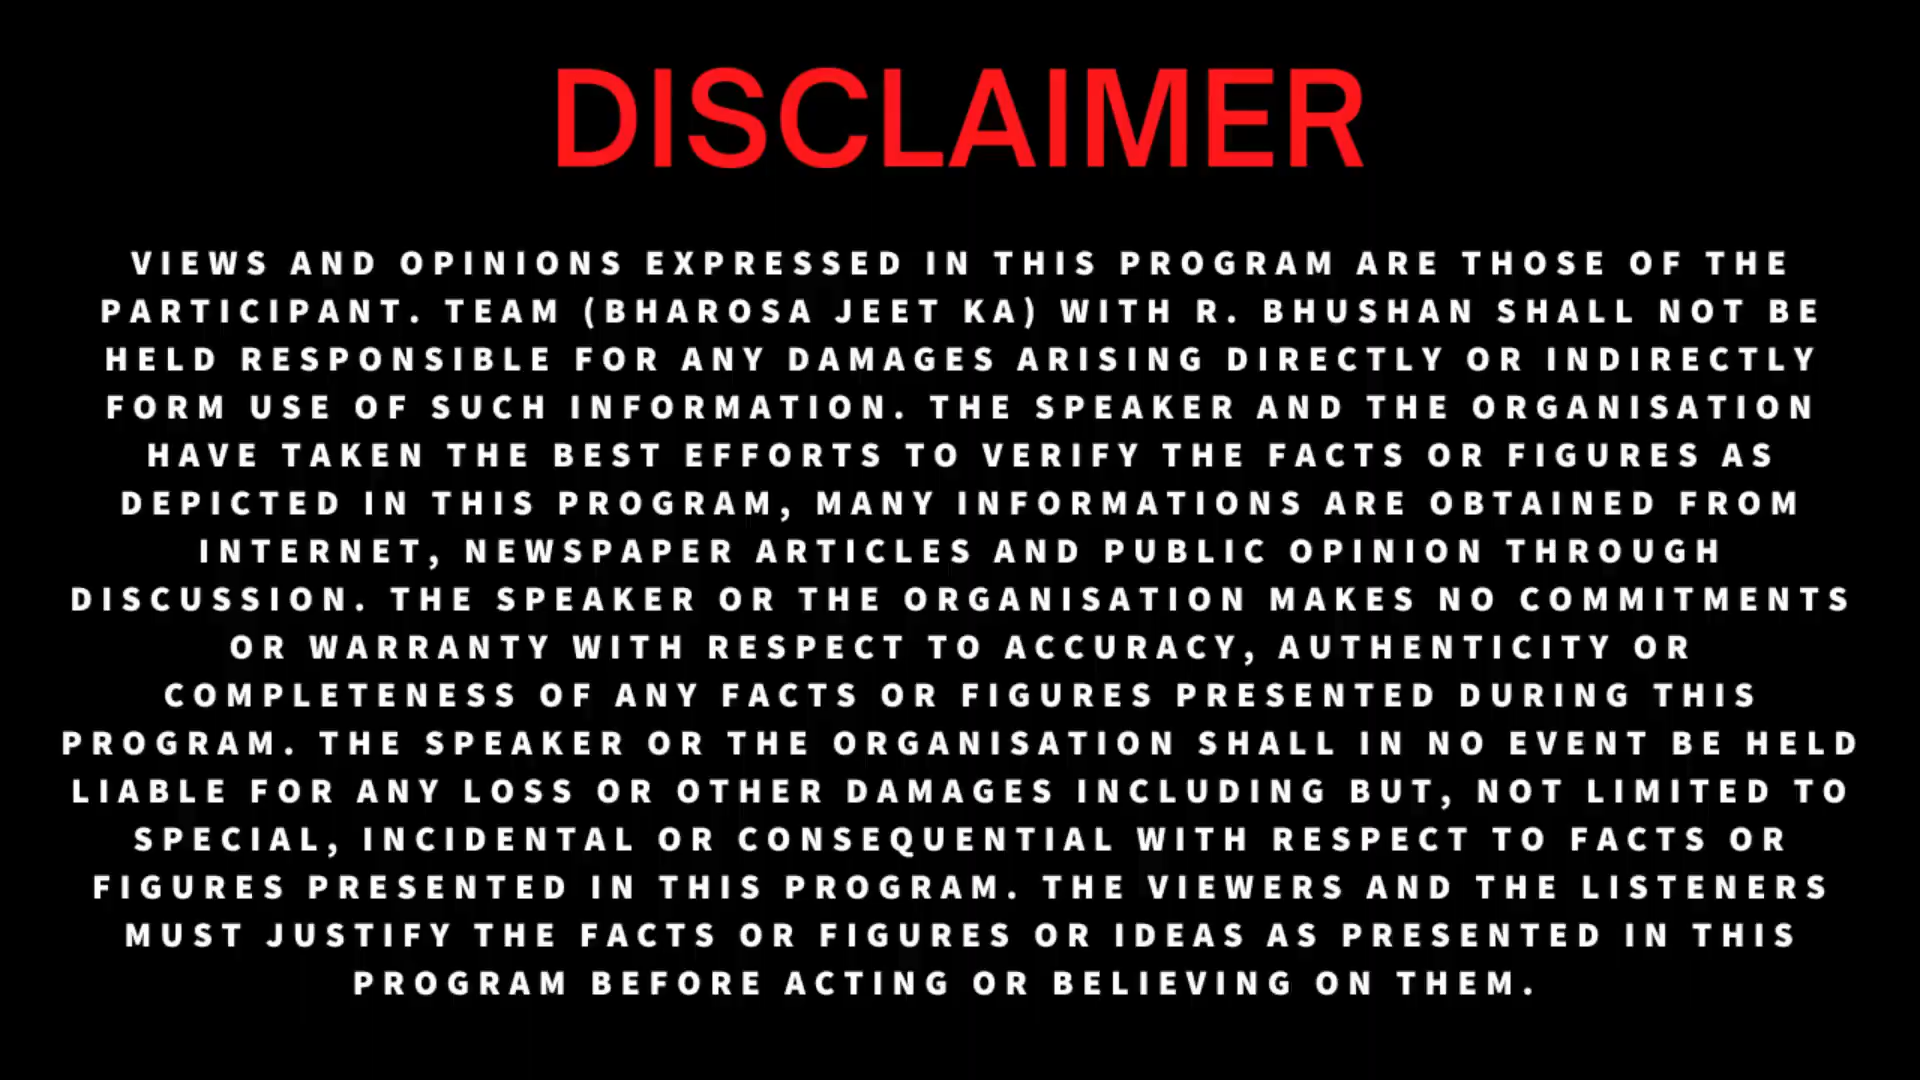 DISCLAIMER
VIEWS AND OPINIONS EXPRESSED IN THIS PROGRAM ARE THOSE OF THE
PARTICIPANT. TEAM (BHAROSA JEET KA) WITH R. BHUSHAN SHALL NOT BE
HELD RESPONSIBLE FOR ANY DAMAGES ARISING DIRECTLY OR INDIRECTLY
FORM USE OF SUCH INFORMATION. THE SPEAKER AND THE ORGANISATION
HAVE TAKEN THE BEST EFFORTS TO VERIFY THE FACTS OR FIGURES AS
DEPICTED IN THIS PROGRAM, MANY INFORMATIONS ARE OBTAINED FROM
INTERNET, NEWSPAPER ARTICLES AND PUBLIC OPINION THROUGH
DISCUSSION. THE SPEAKER OR THE ORGANISATION MAKES NO COMMITMENTS
OR WARRANTY WITH RESPECT TO ACCURACY, AUTHENTICITY OR
COMPLETENESS OF ANY FACTS OR FIGURES PRESENTED DURING THIS
PROGRAM. THE SPEAKER OR THE ORGANISATION SHALL IN NO EVENT BE HELD
LIABLE FOR ANY LOSS OR OTHER DAMAGES INCLUDING BUT, NOT LIMITED TO
SPECIAL, INCIDENTAL OR CONSEQUENTIAL WITH RESPECT TO FACTS OR
FIGURES PRESENTED IN THIS PROGRAM. THE VIEWERS AND THE LISTENERS
MUST JUSTIFY THE FACTS OR FIGURES OR IDEAS AS PRESENTED IN THIS
PROGRAM BEFORE ACTING OR BELIEVING ON THEM.